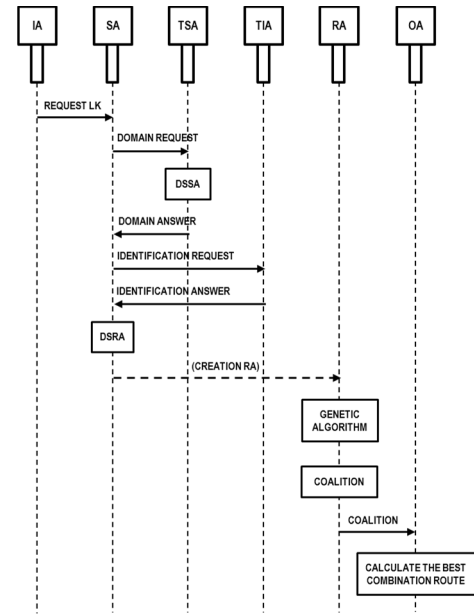 IA SA TSA TIA RA OA
REQUEST LK
DOMAIN REQUEST
DSSA
DOMAIN ANSWER
IDENTIFICATION REQUEST
IDENTIFICATION ANSWER
DSRA
(CREATION RA)
GENETIC
ALGORITHM
COALITION
COALITION
CALCULATE THE BEST
COMBINATION ROUTE